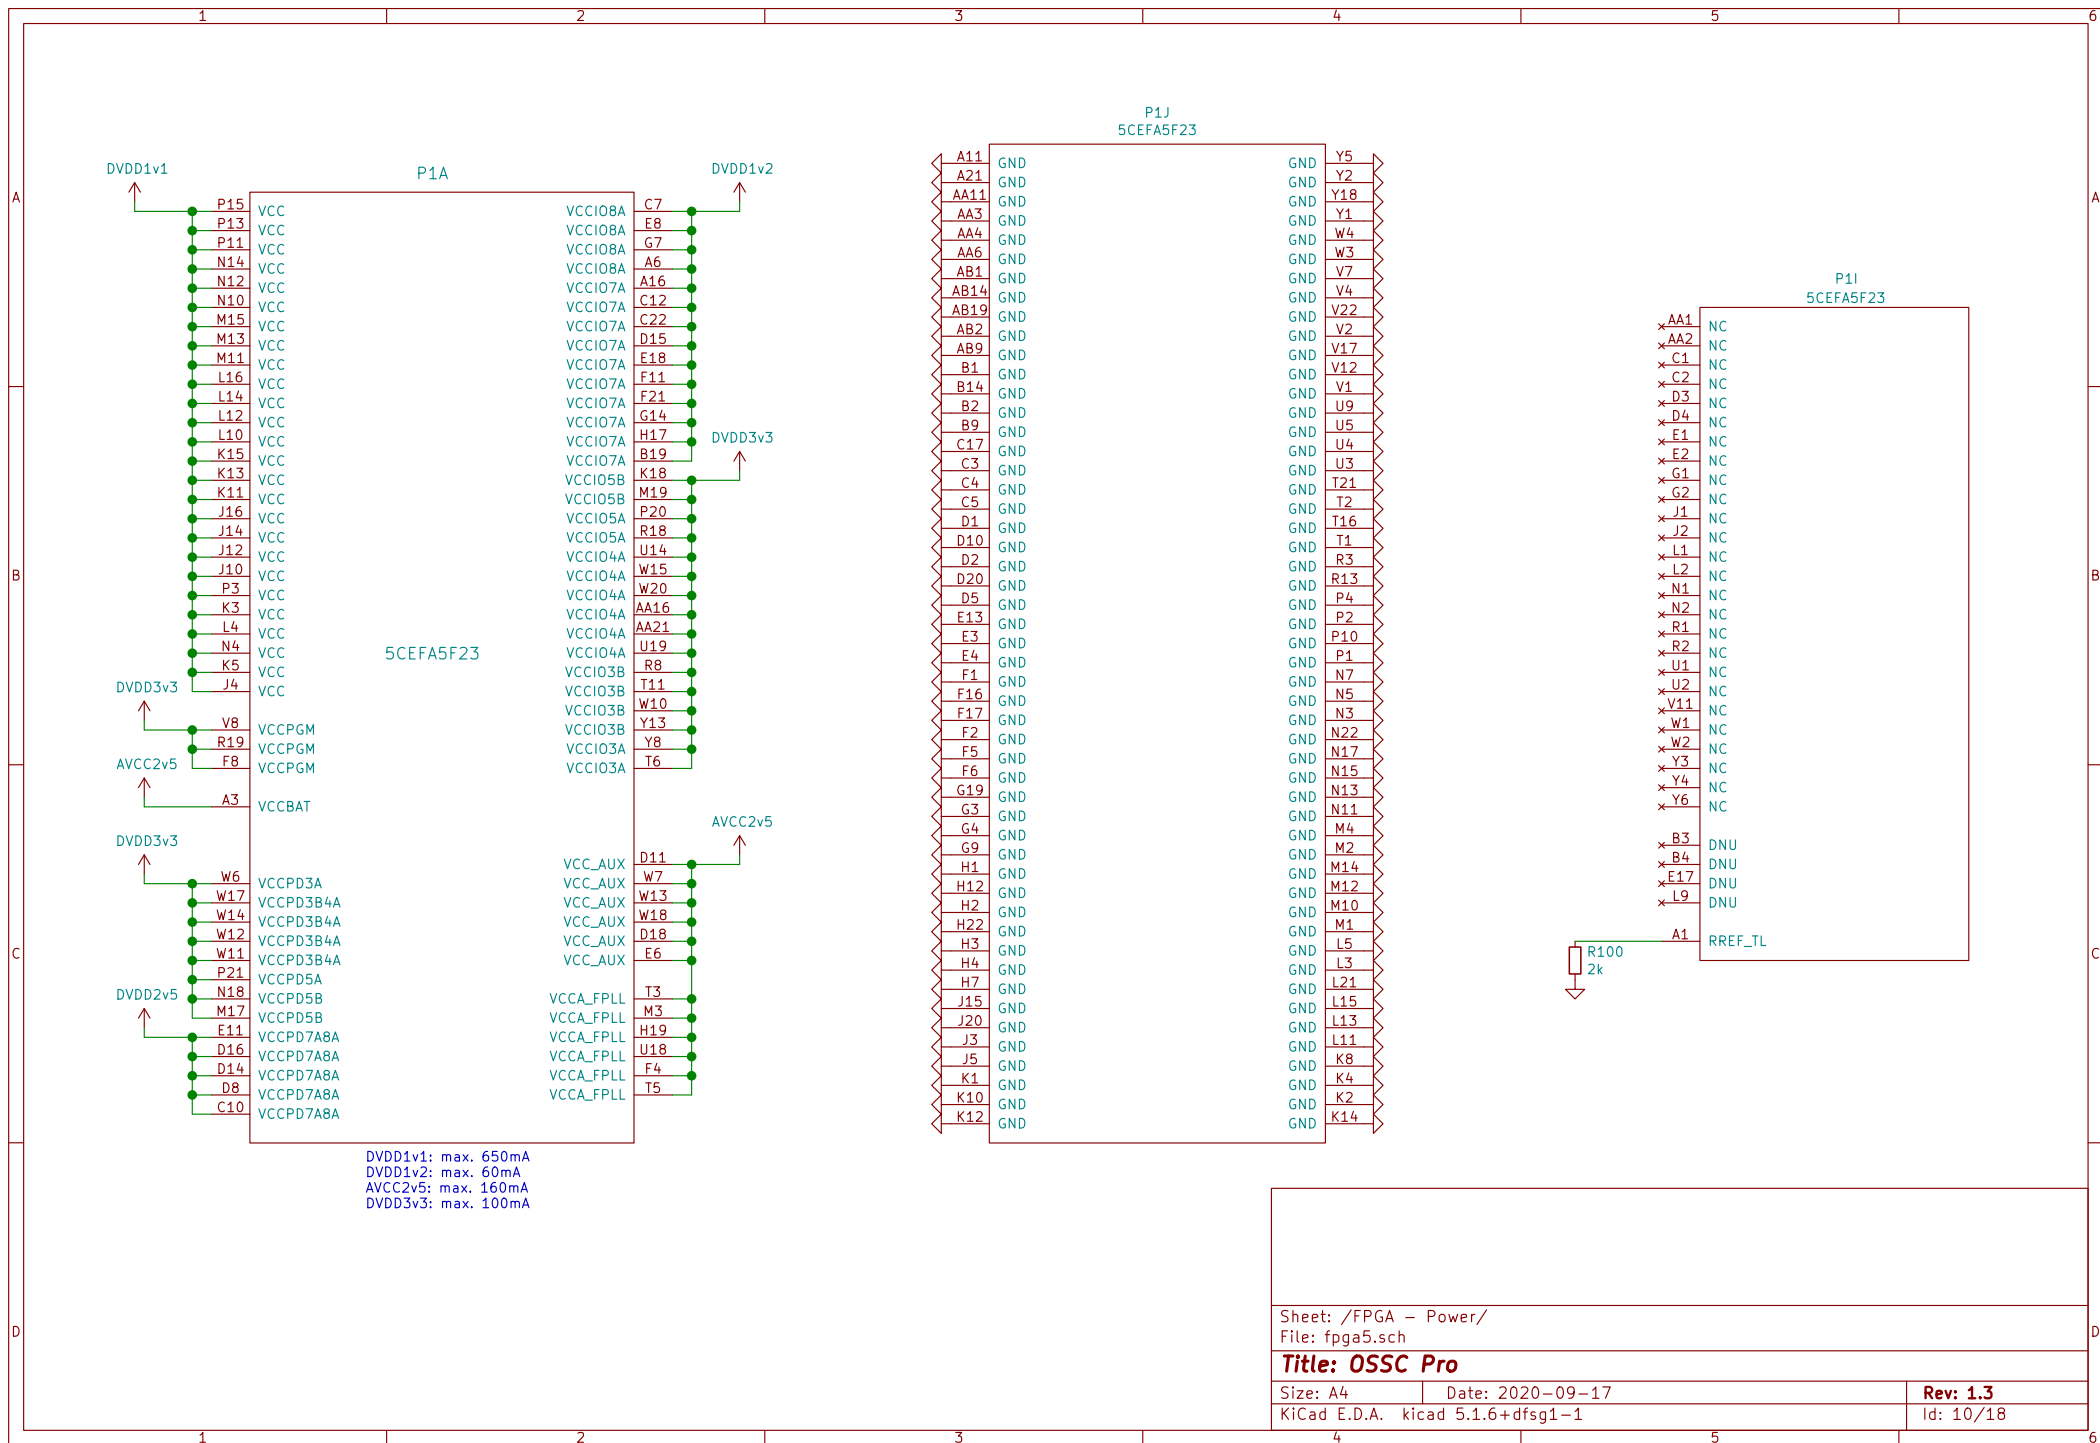 1 2 3 4 5 6
P1J
5CEFA5F23
DVDD1v1
P1A
DVDD1v2
A
A
P15 VCC
P13 VCC
P11 VCC
N14 VCC
N12 VCC
N10 VCC
M15 VCC
M13 VCC
M11 VCC
L16 VCC
L14 VCC
L12 VCC
L10 VCC
K15 VCC
K13 VCC
K11 VCC
J16 VCC
J14 VCC
J12 VCC
J10 VCC
P3 VCC
K3 VCC
L4 VCC
N4 VCC
K5 VCC
J4 VCC
DVDD3v3
V8 VCCPGM
R19 VCCPGM
F8 VCCPGM
AVCC2v5
A3 VCCBAT
DVDD3v3
W6 VCCPD3A
W17 VCCPD3B4A
W14 VCCPD3B4A
W12 VCCPD3B4A
W11 VCCPD3B4A
P21 VCCPD5A
N18 VCCPD5B
M17 VCCPD5B
DVDD2v5
E11 VCCPD7A8A
D16 VCCPD7A8A
D14 VCCPD7A8A
D8 VCCPD7A8A
C10 VCCPD7A8A
5CEFA5F23
VCCIO8A C7
VCCIO8A E8
VCCIO8A G7
VCCIO8A A6
VCCIO7A A16
VCCIO7A C12
VCCIO7A C22
VCCIO7A D15
VCCIO7A E18
VCCIO7A F11
VCCIO7A F21
VCCIO7A G14
VCCIO7A H17
VCCIO7A B19
DVDD3v3
VCCIO5B K18
VCCIO5B M19
VCCIO5A P20
VCCIO5A R18
VCCIO4A U14
VCCIO4A W15
VCCIO4A W20
VCCIO4A AA16
VCCIO4A AA21
VCCIO4A U19
VCCIO3B R8
VCCIO3B T11
VCCIO3B W10
VCCIO3B Y13
VCCIO3A Y8
VCCIO3A T6
AVCC2v5
VCC_AUX D11
VCC_AUX W7
VCC_AUX W13
VCC_AUX W18
VCC_AUX D18
VCC_AUX E6
VCCA_FPLL T3
VCCA_FPLL M3
VCCA_FPLL H19
VCCA_FPLL U18
VCCA_FPLL F4
VCCA_FPLL T5
DVDD1v1: max. 650mA
DVDD1v2: max. 60mA
AVCC2v5: max. 160mA
DVDD3v3: max. 100mA
A11 GND GND Y5
A21 GND GND Y2
AA11 GND GND Y18
AA3 GND GND Y1
AA4 GND GND W4
AA6 GND GND W3
AB1 GND GND V7
AB14 GND GND V4
AB19 GND GND V22
AB2 GND GND V2
AB9 GND GND V17
B1 GND GND V12
B14 GND GND V1
B2 GND GND U9
B9 GND GND U5
C17 GND GND U4
C3 GND GND U3
C4 GND GND T21
C5 GND GND T2
D1 GND GND T16
D10 GND GND T1
D2 GND GND R3
D20 GND GND R13
D5 GND GND P4
E13 GND GND P2
E3 GND GND P10
E4 GND GND P1
F1 GND GND N7
F16 GND GND N5
F17 GND GND N3
F2 GND GND N22
F5 GND GND N17
F6 GND GND N15
G19 GND GND N13
G3 GND GND N11
G4 GND GND M4
G9 GND GND M2
H1 GND GND M14
H12 GND GND M12
H2 GND GND M10
H22 GND GND M1
H3 GND GND L5
H4 GND GND L3
H7 GND GND L21
J15 GND GND L15
J20 GND GND L13
J3 GND GND L11
J5 GND GND K8
K1 GND GND K4
K10 GND GND K2
K12 GND GND K14
P1I
5CEFA5F23
AA1 NC
AA2 NC
C1 NC
C2 NC
D3 NC
D4 NC
E1 NC
E2 NC
G1 NC
G2 NC
J1 NC
J2 NC
L1 NC
L2 NC
N1 NC
N2 NC
R1 NC
R2 NC
U1 NC
U2 NC
V11 NC
W1 NC
W2 NC
Y3 NC
Y4 NC
Y6 NC
B3 DNU
B4 DNU
E17 DNU
L9 DNU
A1 RREF_TL
R100
2k
B
B
C
C
D
D
Sheet: /FPGA - Power/
File: fpga5.sch
Title: OSSC Pro
Size: A4 Date: 2020-09-17 Rev: 1.3
KiCad E.D.A. kicad 5.1.6+dfsg1-1 Id: 10/18
1 2 3 4 5 6